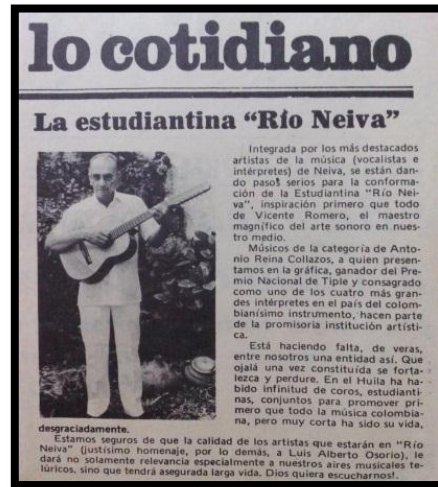 lo cotidiano
La estudiantina “Río Neiva”
Integrada por los más destacados
artistas de la música (vocalistas e
intérpretes) de Neiva, se están dan-
do pasos serios para la conforma-
ción de la Estudiantina “Río Nei-
va”, inspiración primero que todo
de Vicente Romero, el maestro
magnífico del arte sonoro en nues-
tro medio.
Músicos de la categoría de Anto-
nio Reina Collazos, a quien presen-
tamos en la gráfica, ganador del Pre-
mio Nacional de Tiple y consagrado
como uno de los cuatro más gran-
des intérpretes en el país del colom-
bianísimo instrumento, hacen parte
de la promisoria institución artísti-
ca.
Está haciendo falta, de veras,
entre nosotros una entidad así. Que
ojalá una vez constituída se forta-
lezca y perdure. En el Huila ha ha-
bido infinitud de coros, estudianti-
nas, conjuntos para promover pri-
mero que todo la música colombia-
na, pero muy corta ha sido su vida,
desgraciadamente.
Estamos seguros de que la calidad de los artistas que estarán en “Río
Neiva” (justísimo homenaje, por lo demás, a Luis Alberto Osorio), le
dará no solamente relevancia especialmente a nuestros aires musicales te-
lúricos, sino que tendrá asegurada larga vida. Dios quiera escucharnos!.